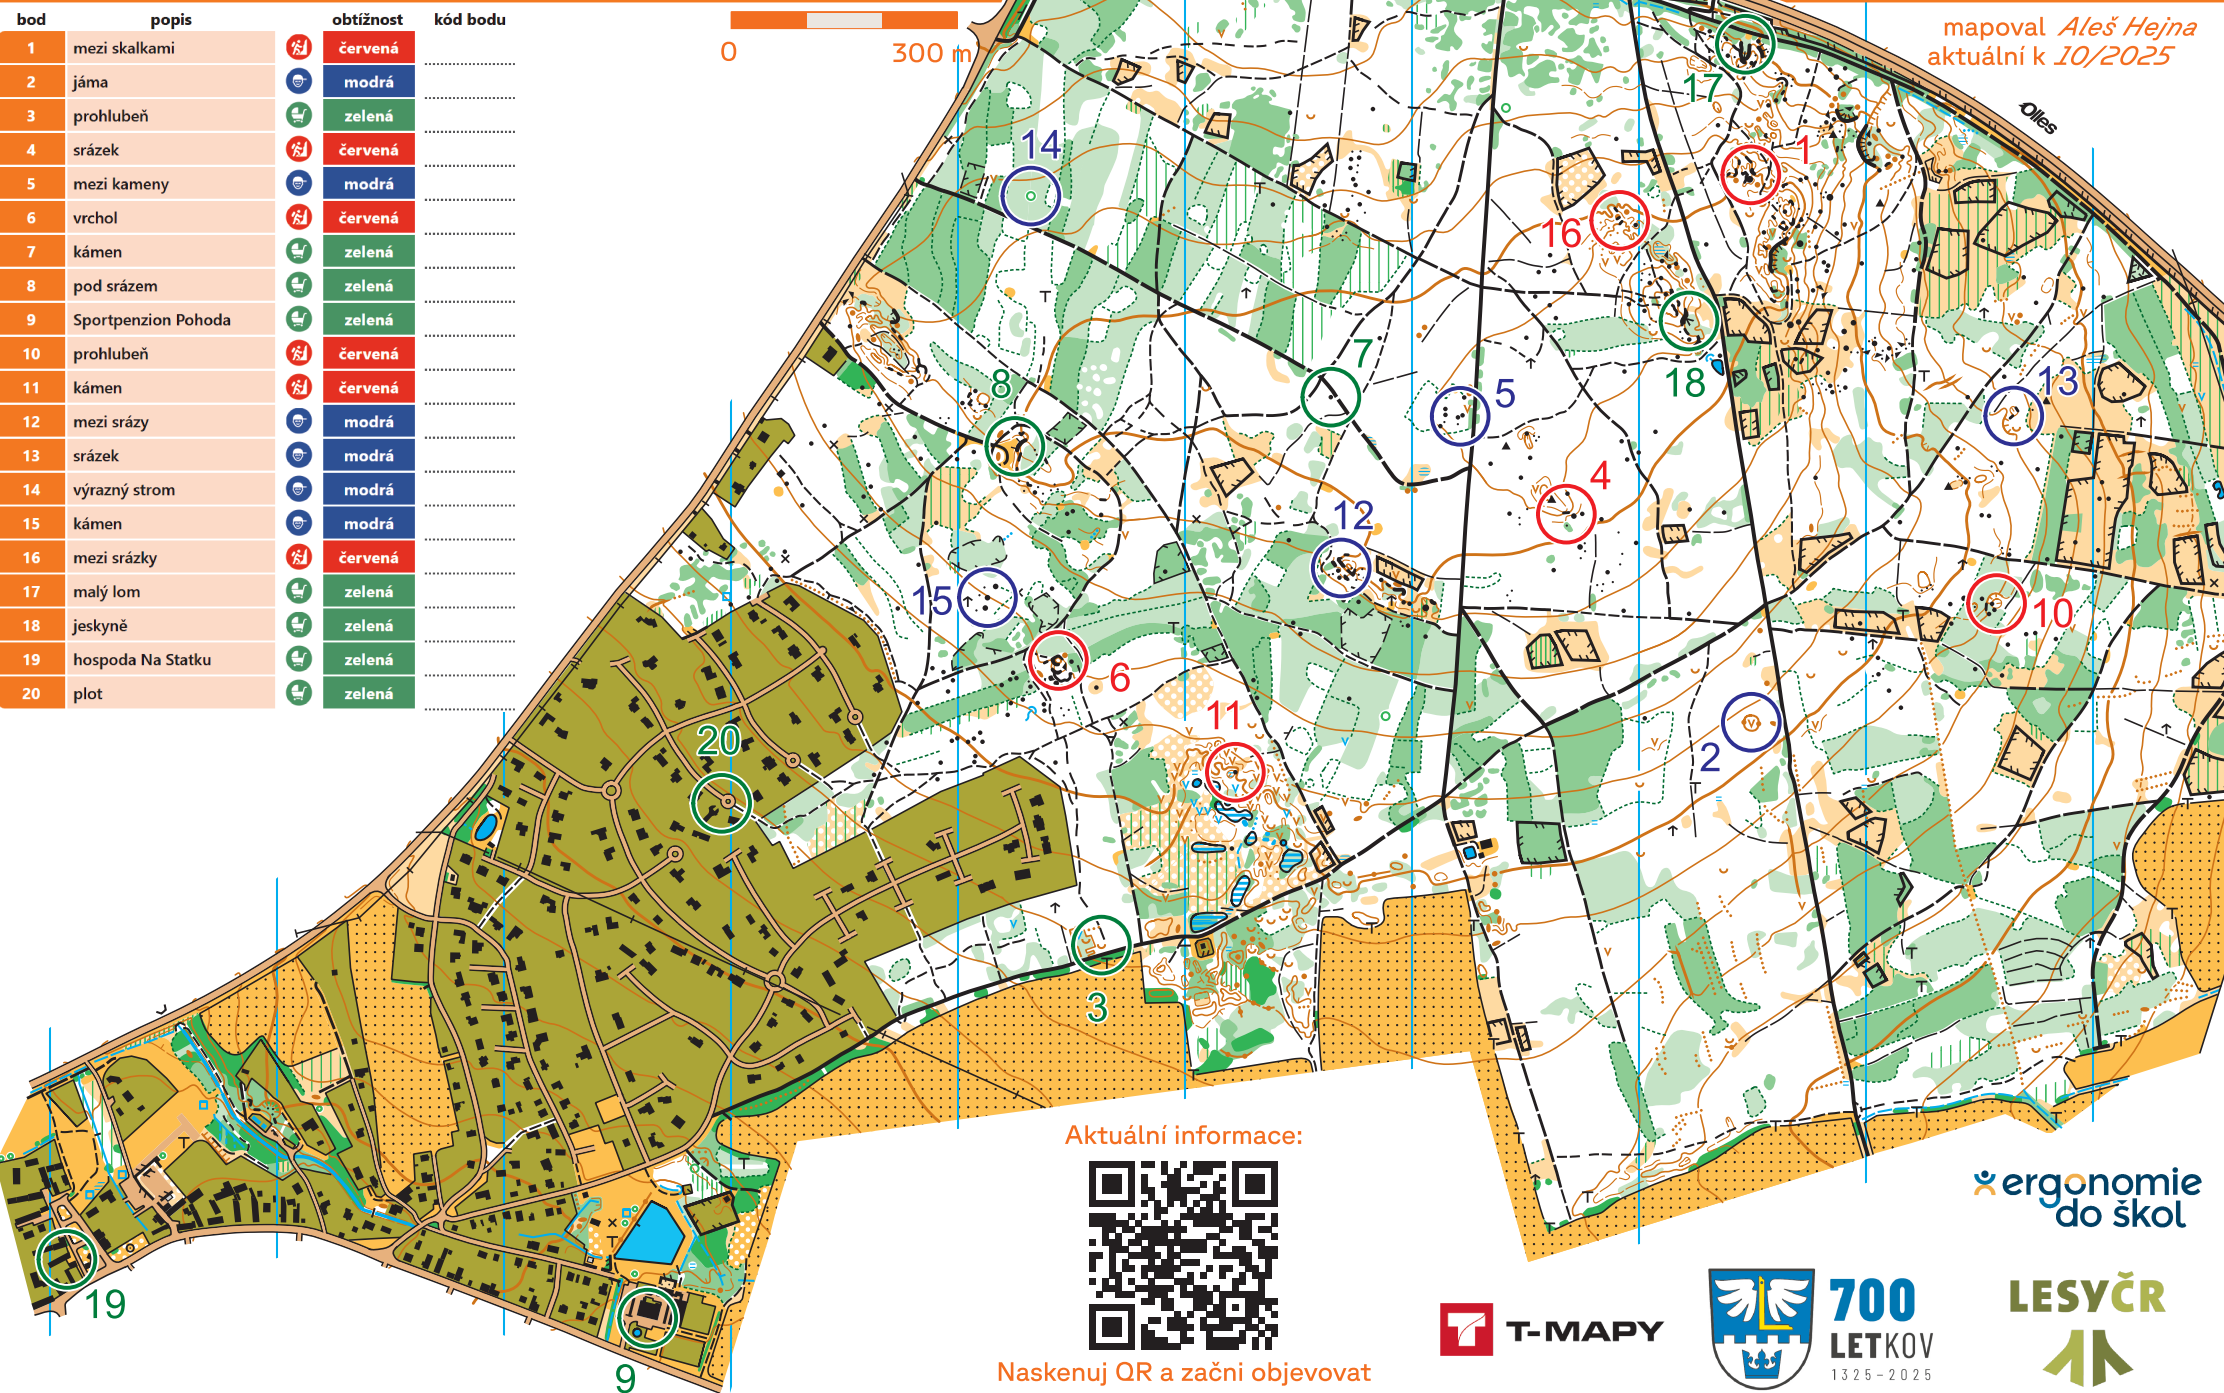 bod popis obtížnost kód bodu
1 mezi skalkami červená
2 jáma modrá
3 prohlubeň zelená
4 srázek červená
5 mezi kameny modrá
6 vrchol červená
7 kámen zelená
8 pod srázem zelená
9 Sportpenzion Pohoda zelená
10 prohlubeň červená
11 kámen červená
12 mezi srázy modrá
13 srázek modrá
14 výrazný strom modrá
15 kámen modrá
16 mezi srázky červená
17 malý lom zelená
18 jeskyně zelená
19 hospoda Na Statku zelená
20 plot zelená
0 300 m
mapoval Aleš Hejna
aktuální k 10/2025
Olles
17
14
1
16
7
18
13
8
5
4
12
15
10
6
11
20
2
3
19
9
Aktuální informace:
Naskenuj QR a začni objevovat
ergonomie
do škol
T-MAPY
700
LETKOV
1325–2025
LESY ČR